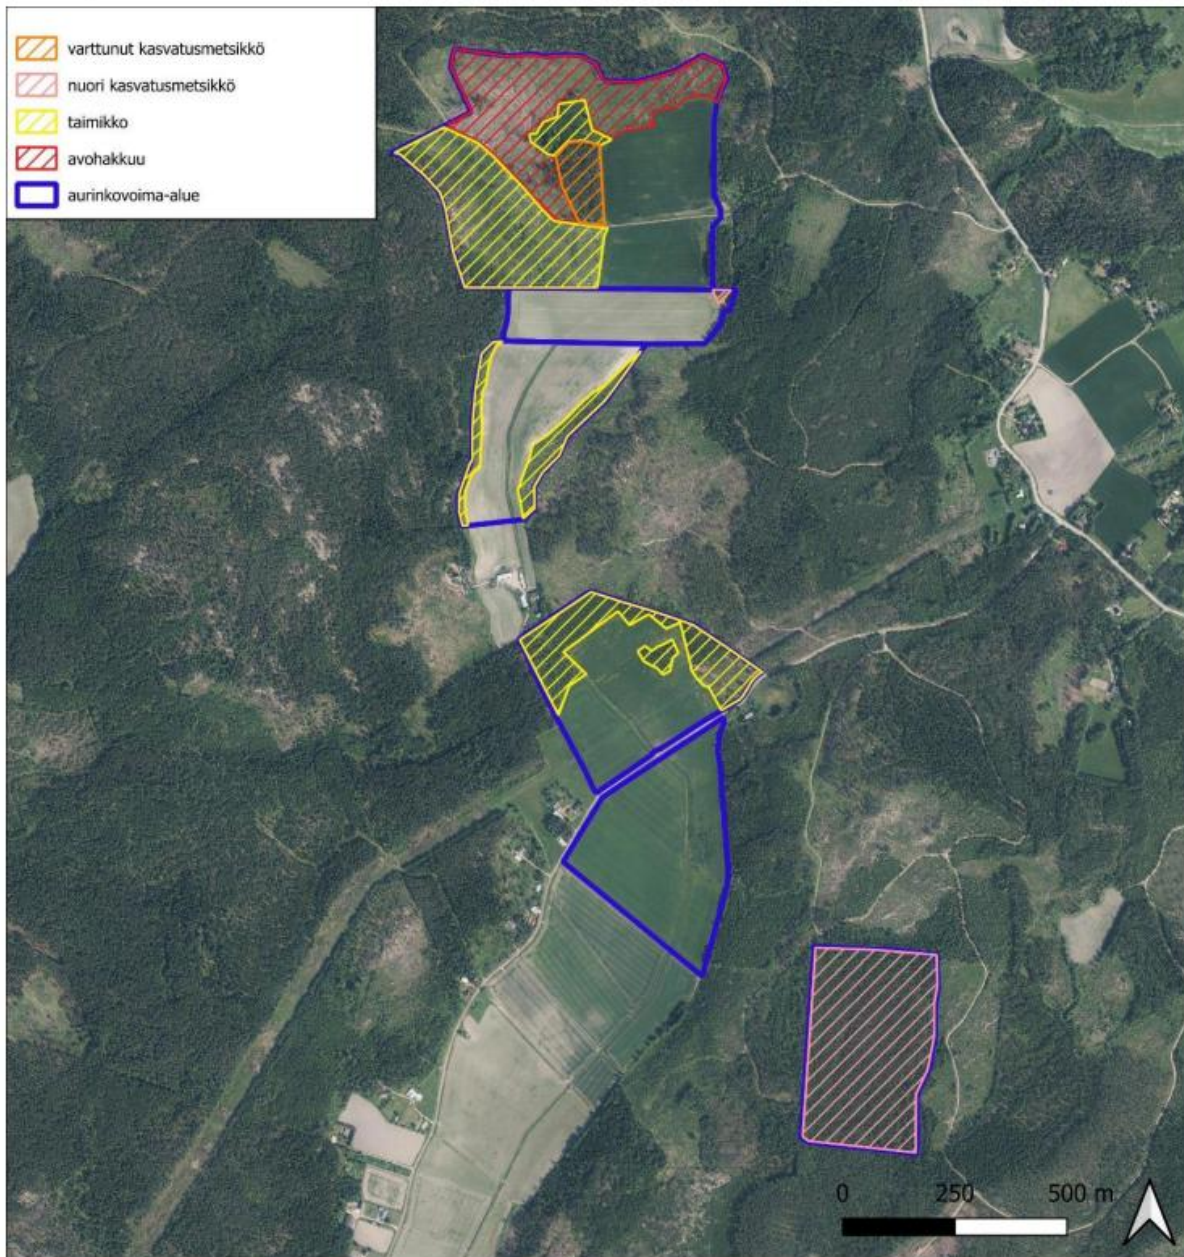 varttunut kasvatusmetsikkö
nuori kasvatusmetsikkö
taimikko
avohakkuu
aurinkovoima-alue
0 250 500 m